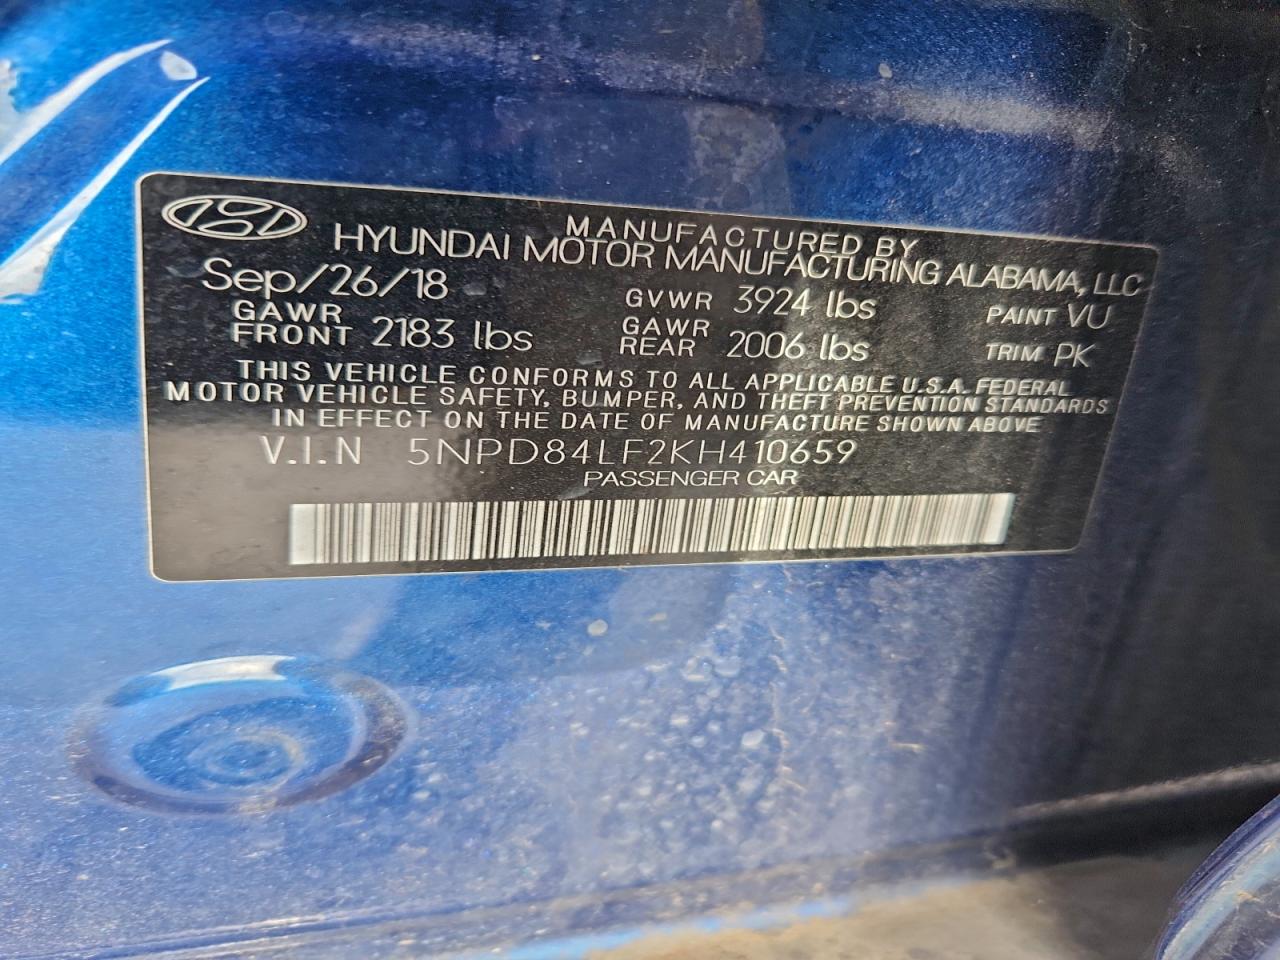 MANUFACTURED BY
HYUNDAI MOTOR MANUFACTURING ALABAMA, LLC
Sep/26/18 GVWR 3924 lbs PAINT VU
GAWR FRONT 2183 lbs GAWR REAR 2006 lbs TRIM PK
THIS VEHICLE CONFORMS TO ALL APPLICABLE U.S.A. FEDERAL
MOTOR VEHICLE SAFETY, BUMPER, AND THEFT PREVENTION STANDARDS
IN EFFECT ON THE DATE OF MANUFACTURE SHOWN ABOVE
V.I.N 5NPD84LF2KH410659
PASSENGER CAR